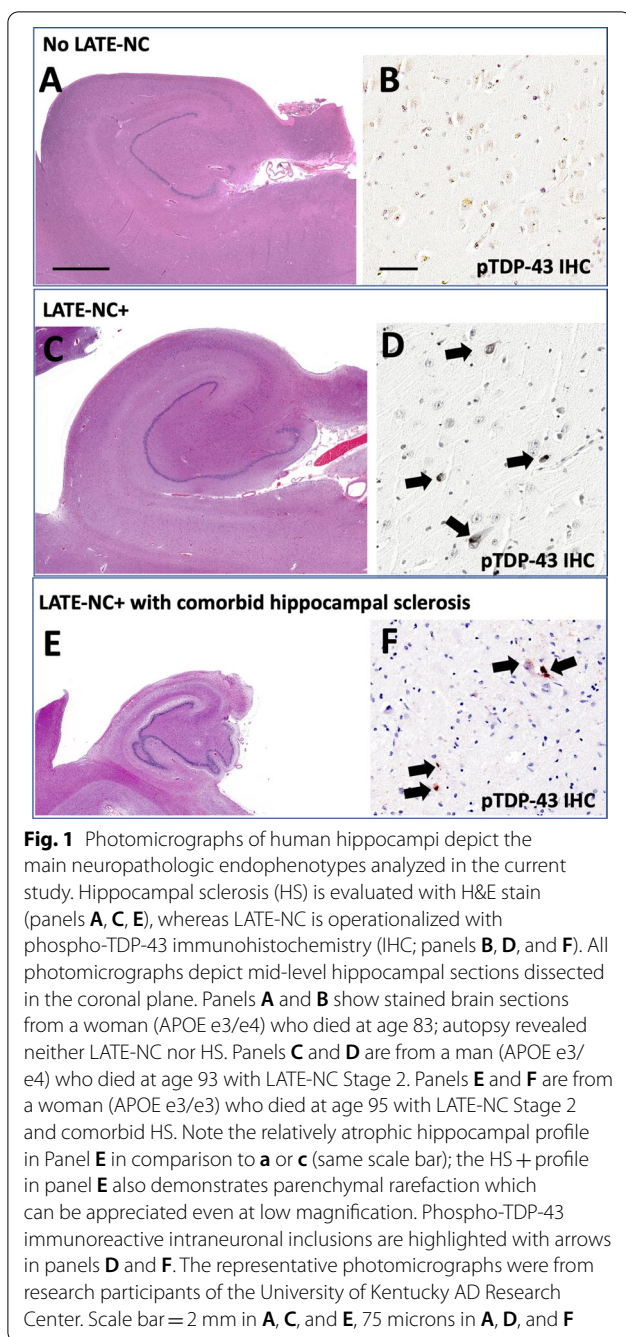 No LATE-NC
A
B
pTDP-43 IHC
LATE-NC+
C
D
pTDP-43 IHC
LATE-NC+ with comorbid hippocampal sclerosis
E
F
pTDP-43 IHC
Fig. 1 Photomicrographs of human hippocampi depict the
main neuropathologic endophenotypes analyzed in the current
study. Hippocampal sclerosis (HS) is evaluated with H&E stain
(panels A, C, E), whereas LATE-NC is operationalized with
phospho-TDP-43 immunohistochemistry (IHC; panels B, D, and F). All
photomicrographs depict mid-level hippocampal sections dissected
in the coronal plane. Panels A and B show stained brain sections
from a woman (APOE e3/e4) who died at age 83; autopsy revealed
neither LATE-NC nor HS. Panels C and D are from a man (APOE e3/
e4) who died at age 93 with LATE-NC Stage 2. Panels E and F are from
a woman (APOE e3/e3) who died at age 95 with LATE-NC Stage 2
and comorbid HS. Note the relatively atrophic hippocampal profile
in Panel E in comparison to a or c (same scale bar); the HS + profile
in panel E also demonstrates parenchymal rarefaction which
can be appreciated even at low magnification. Phospho-TDP-43
immunoreactive intraneuronal inclusions are highlighted with arrows
in panels D and F. The representative photomicrographs were from
research participants of the University of Kentucky AD Research
Center. Scale bar = 2 mm in A, C, and E, 75 microns in A, D, and F